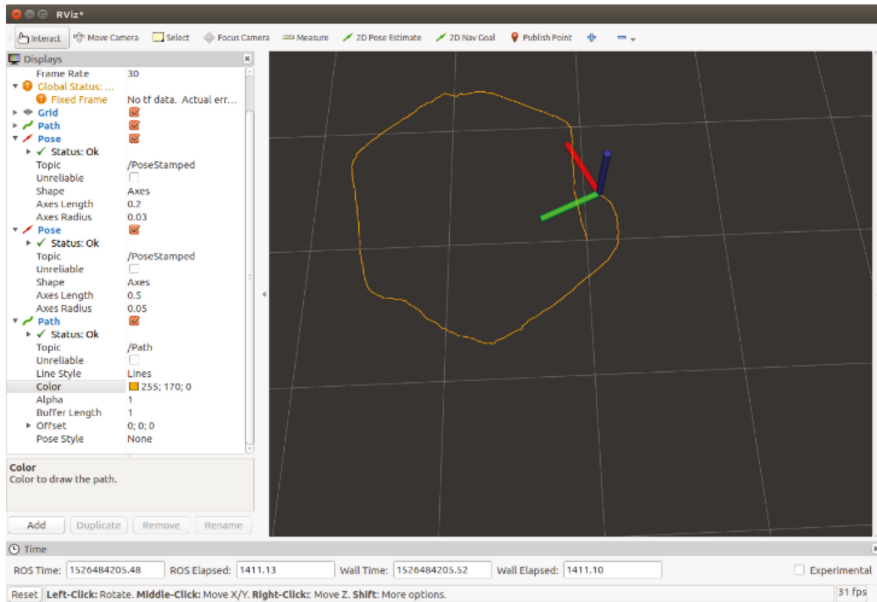 RViz*
Interact Move Camera Select Focus Camera Measure 2D Pose Estimate 2D Nav Goal Publish Point
Displays
Frame Rate 30
Global Status: ...
Fixed Frame No tf data. Actual err...
Grid
Path
Pose
Status: Ok
Topic /PoseStamped
Unreliable
Shape Axes
Axes Length 0.2
Axes Radius 0.03
Pose
Status: Ok
Topic /PoseStamped
Unreliable
Shape Axes
Axes Length 0.5
Axes Radius 0.05
Path
Status: Ok
Topic /Path
Unreliable
Line Style Lines
Color 255; 170; 0
Alpha 1
Buffer Length 1
Offset 0; 0; 0
Pose Style None
Color
Color to draw the path.
Add Duplicate Remove Rename
Time
ROS Time: 1526484205.48 ROS Elapsed: 1411.13 Wall Time: 1526484205.52 Wall Elapsed: 1411.10 Experimental
Reset Left-Click: Rotate. Middle-Click: Move X/Y. Right-Click:: Move Z. Shift: More options. 31 fps